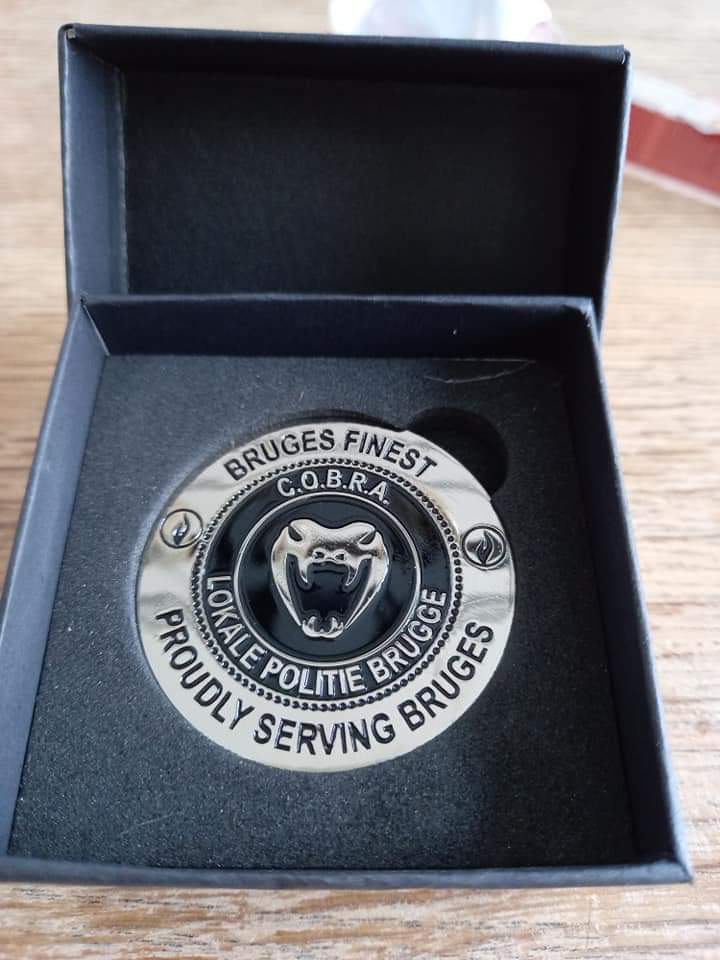 BRUGES FINEST
C.O.B.R.A.
LOKALE POLITIE BRUGGE
PROUDLY SERVING BRUGES